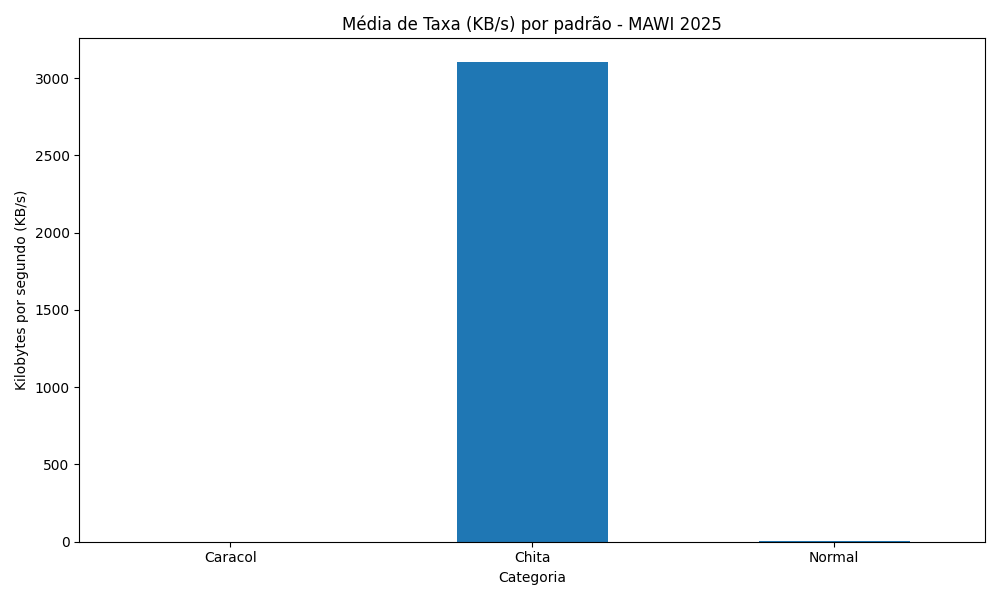 Média de Taxa (KB/s) por padrão - MAWI 2025
Kilobytes por segundo (KB/s)
3000
2500
2000
1500
1000
500
0
Caracol
Chita
Normal
Categoria